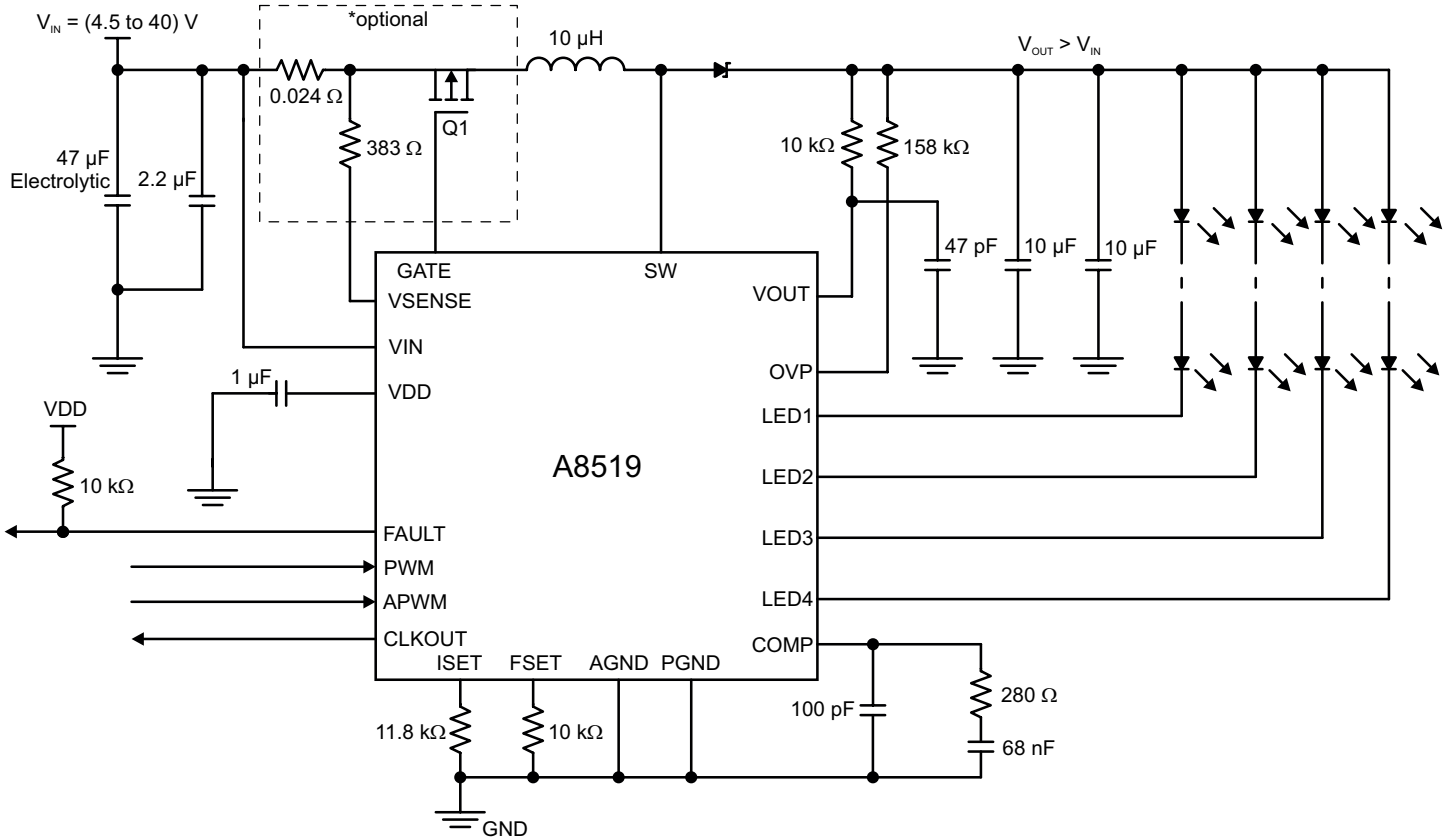 V_IN = (4.5 to 40) V
*optional
10 µH
V_OUT > V_IN
0.024 Ω
Q1
383 Ω
10 kΩ
158 kΩ
47 µF
Electrolytic
2.2 µF
47 pF
10 µF
10 µF
GATE
SW
VSENSE
VOUT
VIN
OVP
1 µF
VDD
VDD
LED1
A8519
10 kΩ
LED2
FAULT
LED3
PWM
APWM
LED4
CLKOUT
COMP
ISET
FSET
AGND
PGND
11.8 kΩ
10 kΩ
100 pF
280 Ω
68 nF
GND